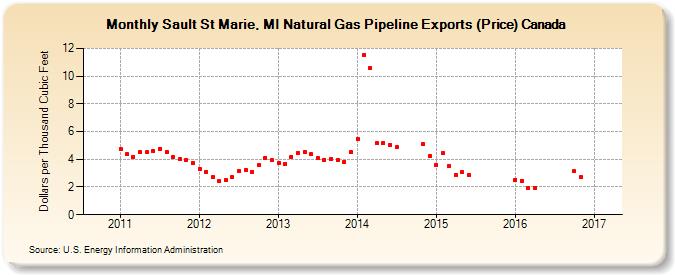 Monthly Sault St Marie, MI Natural Gas Pipeline Exports (Price) Canada
Dollars per Thousand Cubic Feet
12
10
8
6
4
2
0
2011 2012 2013 2014 2015 2016 2017
Source: U.S. Energy Information Administration